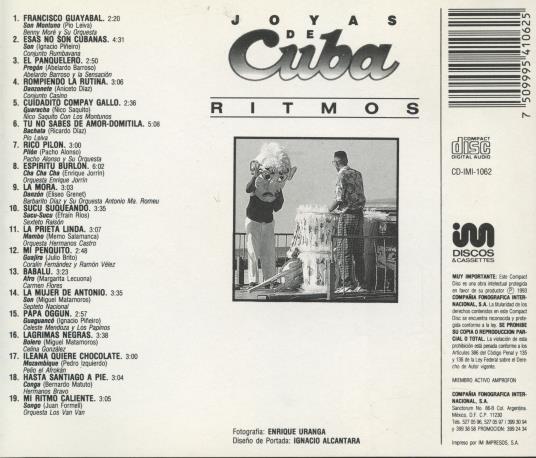 1. FRANCISCO GUAYABAL. 2:20
Son Montuno (Pío Leiva)
Benny Moré y Su Orquesta
2. ESAS NO SON CUBANAS. 4:31
Son (Ignacio Piñeiro)
Conjunto Rumbavana
3. EL PANQUELERO. 2:50
Pregón (Abelardo Barroso)
Abelardo Barroso y la Sensación
4. ROMPIENDO LA RUTINA. 3:06
Danzonete (Aniceto Díaz)
Conjunto Casino
5. CUIDADITO COMPAY GALLO. 2:36
Guaracha (Nico Saquito)
Nico Saquito Con Los Montunos
6. TU NO SABES DE AMOR-DOMITILA. 5:08
Bachata (Ricardo Díaz)
Pío Leiva
7. RICO PILON. 3:00
Pilón (Pacho Alonso)
Pacho Alonso y Su Orquesta
8. ESPIRITU BURLON. 6:02
Cha Cha Cha (Enrique Jorrín)
Orquesta Enrique Jorrín
9. LA MORA. 3:03
Danzón (Eliseo Grenet)
Barbarito Díaz y Su Orquesta Antonio Ma. Romeu
10. SUCU SUQUEANDO. 3:35
Sucu-Sucu (Efraín Ríos)
Sexteto Raisón
11. LA PRIETA LINDA. 3:07
Mambo (Memo Salamanca)
Orquesta Hermanos Castro
12. MI PENQUITO. 2:48
Guajira (Julio Brito)
Coralín Fernández y Ramón Vélez
13. BABALU. 3:23
Afro (Margarita Lecuona)
Carmen Flores
14. LA MUJER DE ANTONIO. 3:35
Son (Miguel Matamoros)
Septeto Nacional
15. PAPA OGGUN. 2:57
Guaguancó (Ignacio Piñeiro)
Celeste Mendoza y Los Papinos
16. LAGRIMAS NEGRAS. 3:38
Bolero (Miguel Matamoros)
Celina González
17. ILEANA QUIERE CHOCOLATE. 3:00
Mozambique (Pedro Izquierdo)
Pello el Afrokán
18. HASTA SANTIAGO A PIE. 3:04
Conga (Bernardo Matuto)
Hermanos Bravo
19. MI RITMO CALIENTE. 3:05
Songo (Juan Formell)
Orquesta Los Van Van
JOYAS
DE
Cuba
RITMOS
Fotografía: ENRIQUE URANGA
Diseño de Portada: IGNACIO ALCANTARA
7 509995 410625
COMPACT
disc
DIGITAL AUDIO
CD-IMI-1062
im
DISCOS
& CASSETTES
MUY IMPORTANTE: Este Compact
Disc es una obra intelectual protegida
en favor de su productor Ⓟ 1993
COMPAÑIA FONOGRAFICA INTER-
NACIONAL, S.A. La titularidad de los
derechos contenidos en este Compact
Disc se encuentra reconocida y prote-
gida conforme a la ley. SE PROHIBE
SU COPIA O REPRODUCCION PAR-
CIAL O TOTAL. La violación de esta
prohibición está penada conforme a los
Artículos 386 del Código Penal y 135
y 136 de la Ley Federal sobre el Dere-
cho de Autor vigente.
MIEMBRO ACTIVO AMPROFON
COMPAÑIA FONOGRAFICA INTER-
NACIONAL, S.A.
Sanctorum No. 86-B Col. Argentina.
México, D.F. C.P. 11230
Tels. 527 05 96, 527 05 97 / 399 30 94
y 399 38 58 PROMOCION: 399 24 34
Impreso por IM IMPRESOS, S.A.